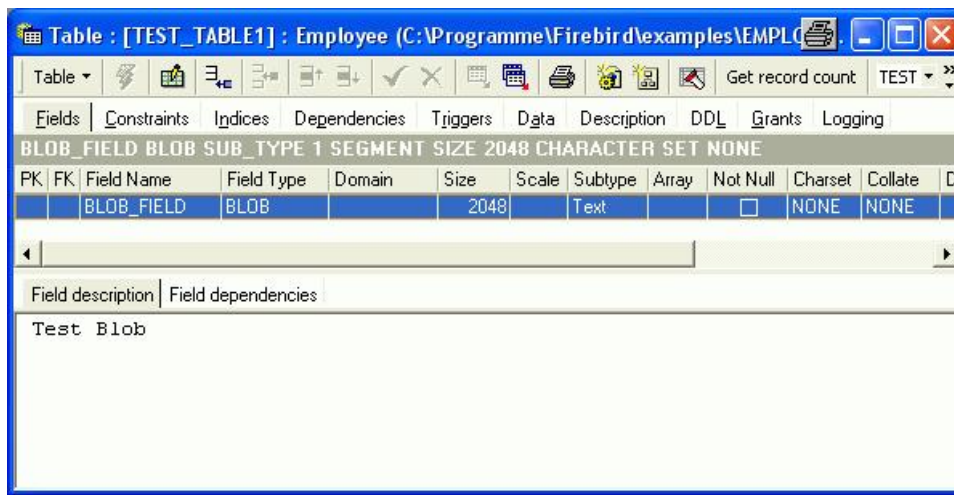 Table : [TEST_TABLE1] : Employee (C:\Programme\Firebird\examples\EMPLO
Table Get record count TEST
Fields Constraints Indices Dependencies Triggers Data Description DDL Grants Logging
BLOB_FIELD BLOB SUB_TYPE 1 SEGMENT SIZE 2048 CHARACTER SET NONE
PK FK Field Name Field Type Domain Size Scale Subtype Array Not Null Charset Collate D
BLOB_FIELD BLOB 2048 Text NONE NONE
Field description Field dependencies
Test Blob